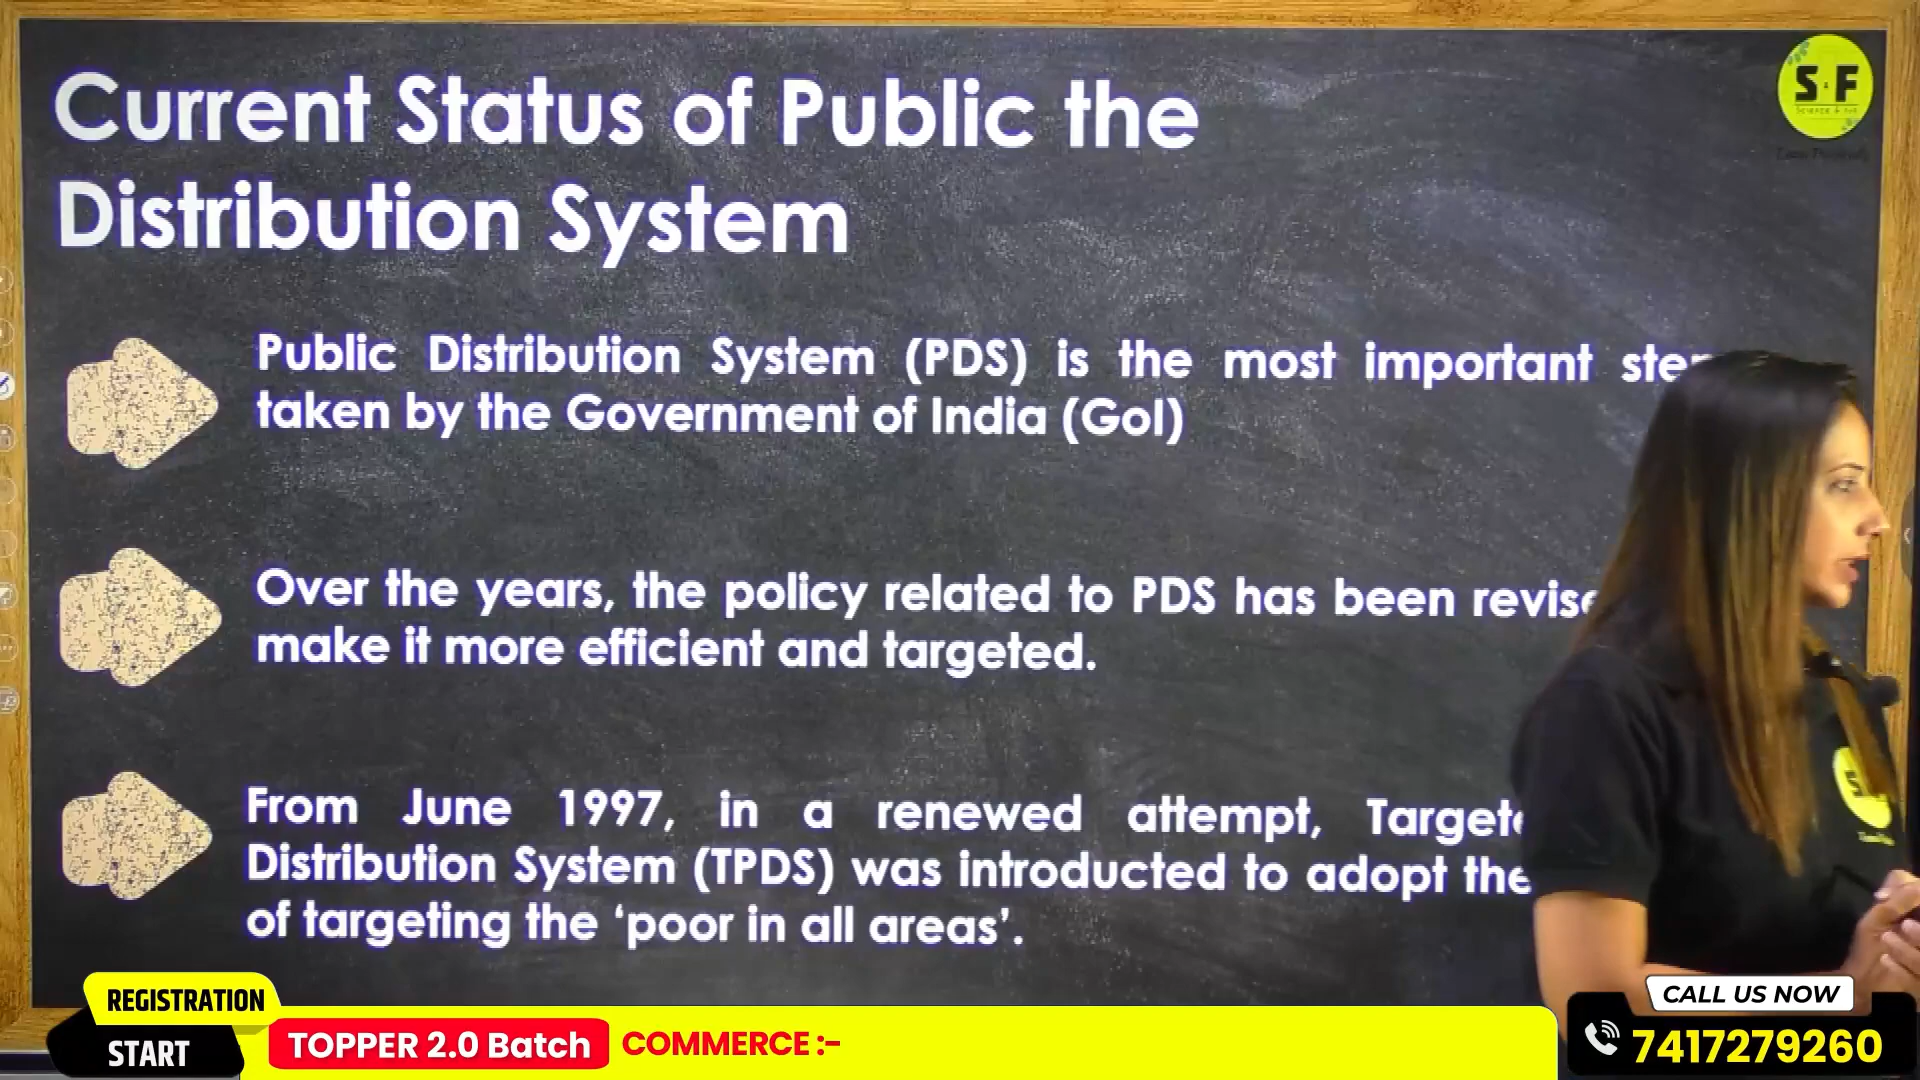 Current Status of Public the
Distribution System
S F
Public Distribution System (PDS) is the most important
taken by the Government of India (GoI)
Over the years, the policy related to PDS has been
make it more efficient and targeted.
From June 1997, in a renewed attempt,
Distribution System (TPDS) was introducted to adopt the
of targeting the ‘poor in all areas’.
REGISTRATION
START
TOPPER 2.0 Batch COMMERCE :-
CALL US NOW
7417279260